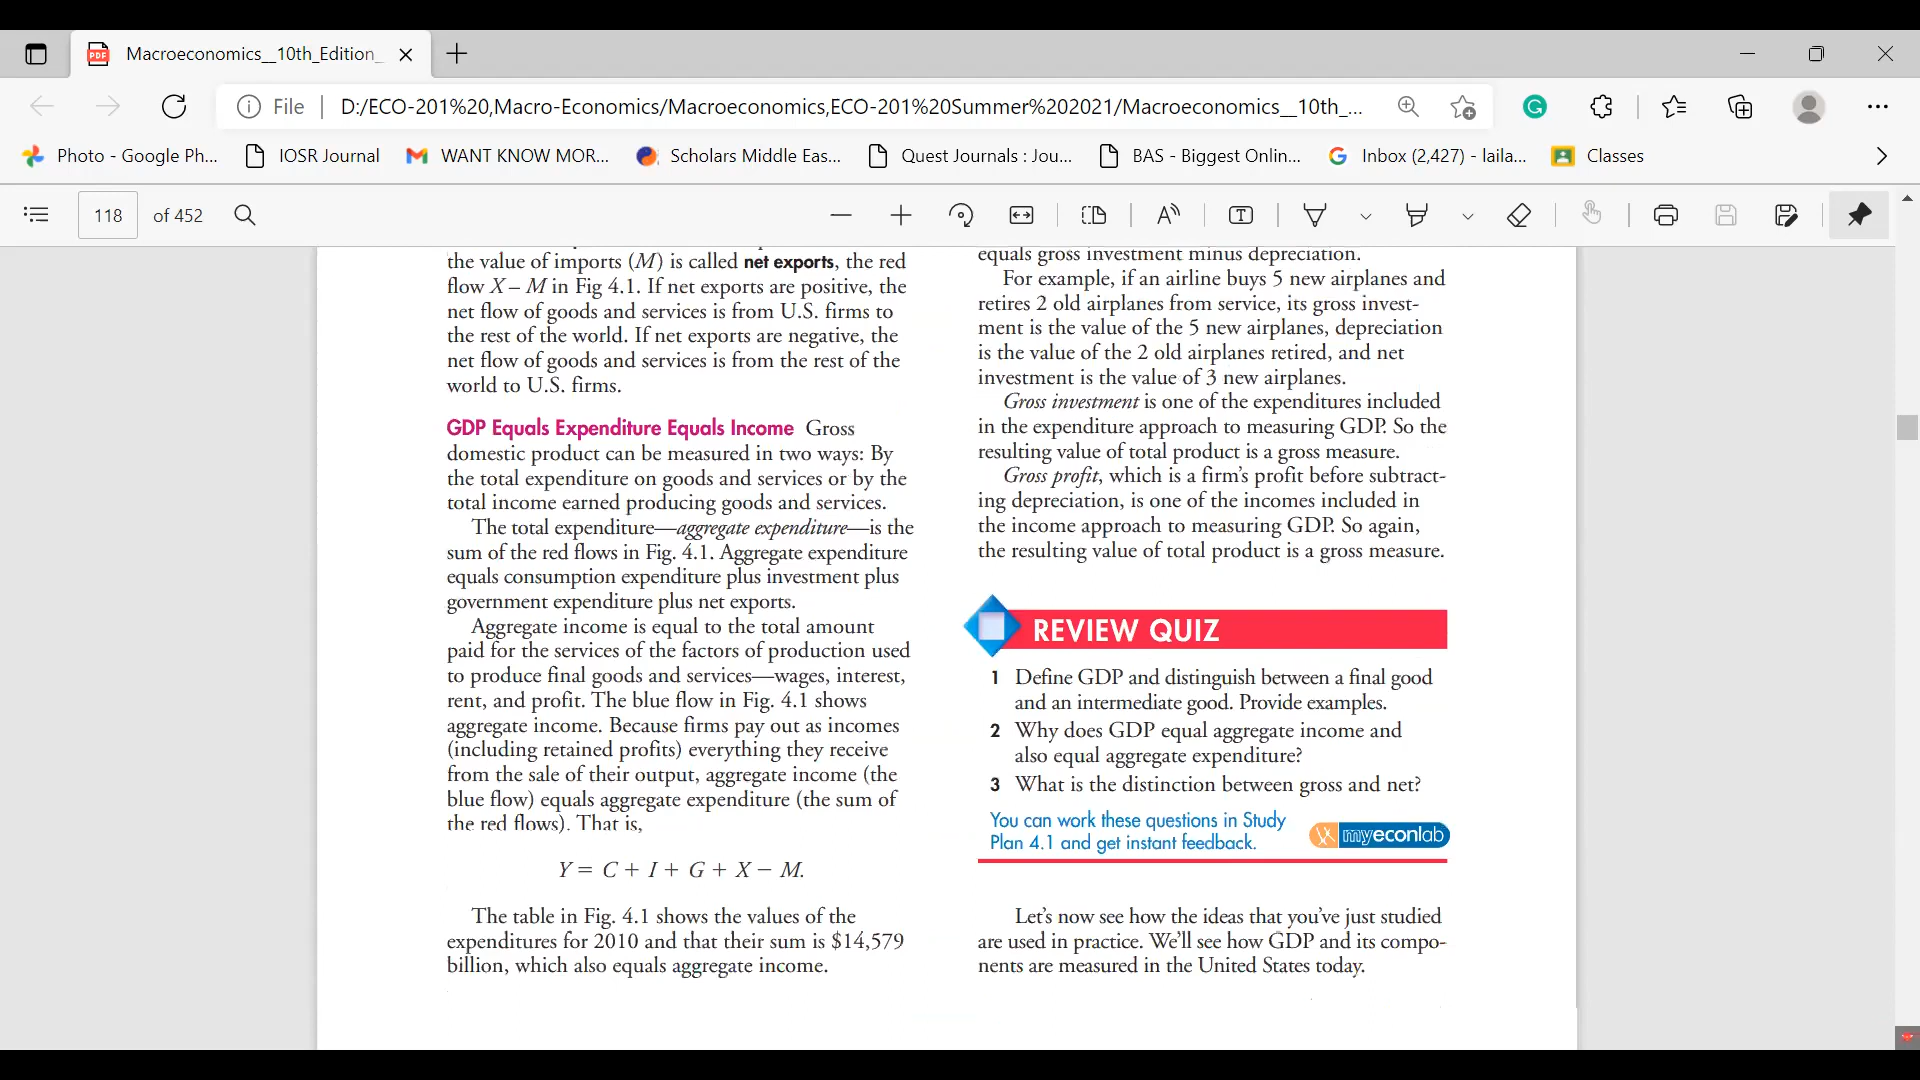 Macroeconomics__10th_Edition_
File
D:/ECO-201%20,Macro-Economics/Macroeconomics,ECO-201%20Summer%202021/Macroeconomics__10th_...
Photo - Google Ph...
IOSR Journal
WANT KNOW MOR...
Scholars Middle Eas...
Quest Journals : Jou...
BAS - Biggest Onlin...
Inbox (2,427) - laila...
Classes
118 of 452
the value of imports (M) is called net exports, the red
flow X – M in Fig 4.1. If net exports are positive, the
net flow of goods and services is from U.S. firms to
the rest of the world. If net exports are negative, the
net flow of goods and services is from the rest of the
world to U.S. firms.
GDP Equals Expenditure Equals Income Gross
domestic product can be measured in two ways: By
the total expenditure on goods and services or by the
total income earned producing goods and services.
The total expenditure—aggregate expenditure—is the
sum of the red flows in Fig. 4.1. Aggregate expenditure
equals consumption expenditure plus investment plus
government expenditure plus net exports.
Aggregate income is equal to the total amount
paid for the services of the factors of production used
to produce final goods and services—wages, interest,
rent, and profit. The blue flow in Fig. 4.1 shows
aggregate income. Because firms pay out as incomes
(including retained profits) everything they receive
from the sale of their output, aggregate income (the
blue flow) equals aggregate expenditure (the sum of
the red flows). That is,
Y = C + I + G + X – M.
The table in Fig. 4.1 shows the values of the
expenditures for 2010 and that their sum is $14,579
billion, which also equals aggregate income.
equals gross investment minus depreciation.
For example, if an airline buys 5 new airplanes and
retires 2 old airplanes from service, its gross invest-
ment is the value of the 5 new airplanes, depreciation
is the value of the 2 old airplanes retired, and net
investment is the value of 3 new airplanes.
Gross investment is one of the expenditures included
in the expenditure approach to measuring GDP. So the
resulting value of total product is a gross measure.
Gross profit, which is a firm's profit before subtract-
ing depreciation, is one of the incomes included in
the income approach to measuring GDP. So again,
the resulting value of total product is a gross measure.
REVIEW QUIZ
1 Define GDP and distinguish between a final good
and an intermediate good. Provide examples.
2 Why does GDP equal aggregate income and
also equal aggregate expenditure?
3 What is the distinction between gross and net?
You can work these questions in Study
Plan 4.1 and get instant feedback.
myeconlab
Let's now see how the ideas that you've just studied
are used in practice. We'll see how GDP and its compo-
nents are measured in the United States today.